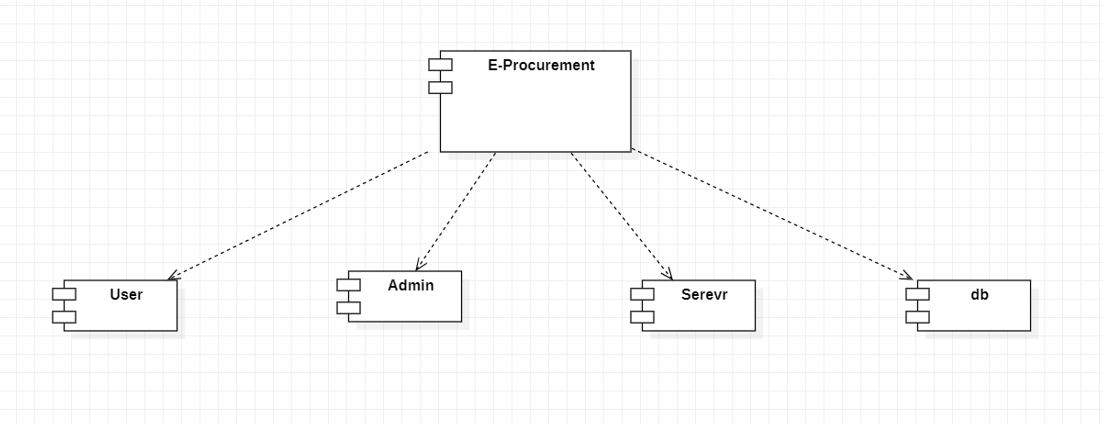 E-Procurement
User
Admin
Serevr
db